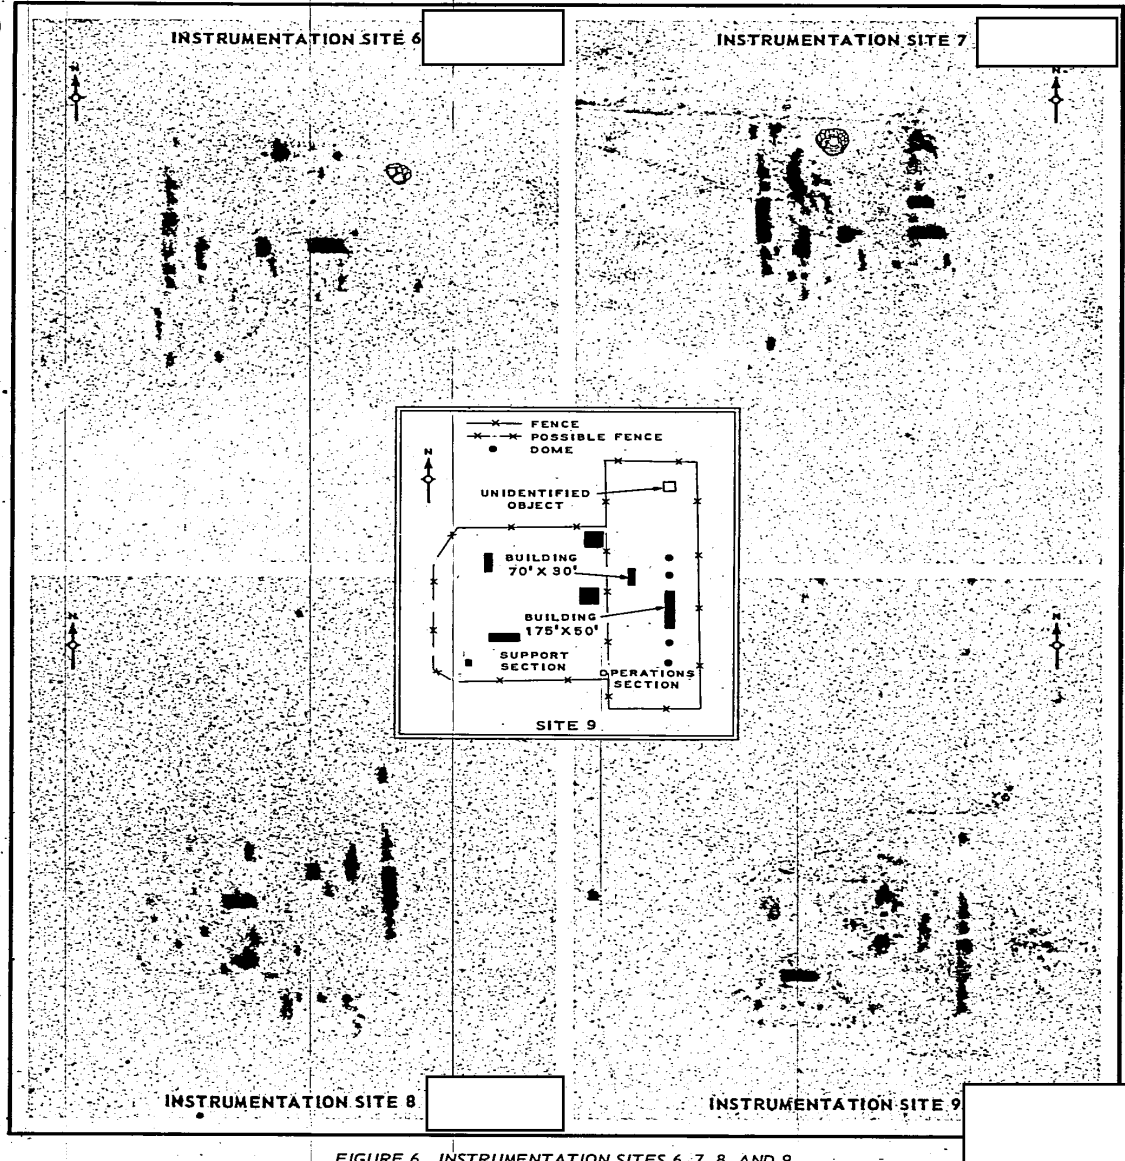 INSTRUMENTATION SITE 6
INSTRUMENTATION SITE 7
N
N
FENCE
POSSIBLE FENCE
DOME
N
UNIDENTIFIED
OBJECT
BUILDING
70' X 30'
BUILDING
175' X 50'
SUPPORT
SECTION
OPERATIONS
SECTION
SITE 9
N
N
INSTRUMENTATION SITE 8
INSTRUMENTATION SITE 9
FIGURE 6. INSTRUMENTATION SITES 6, 7, 8, AND 9